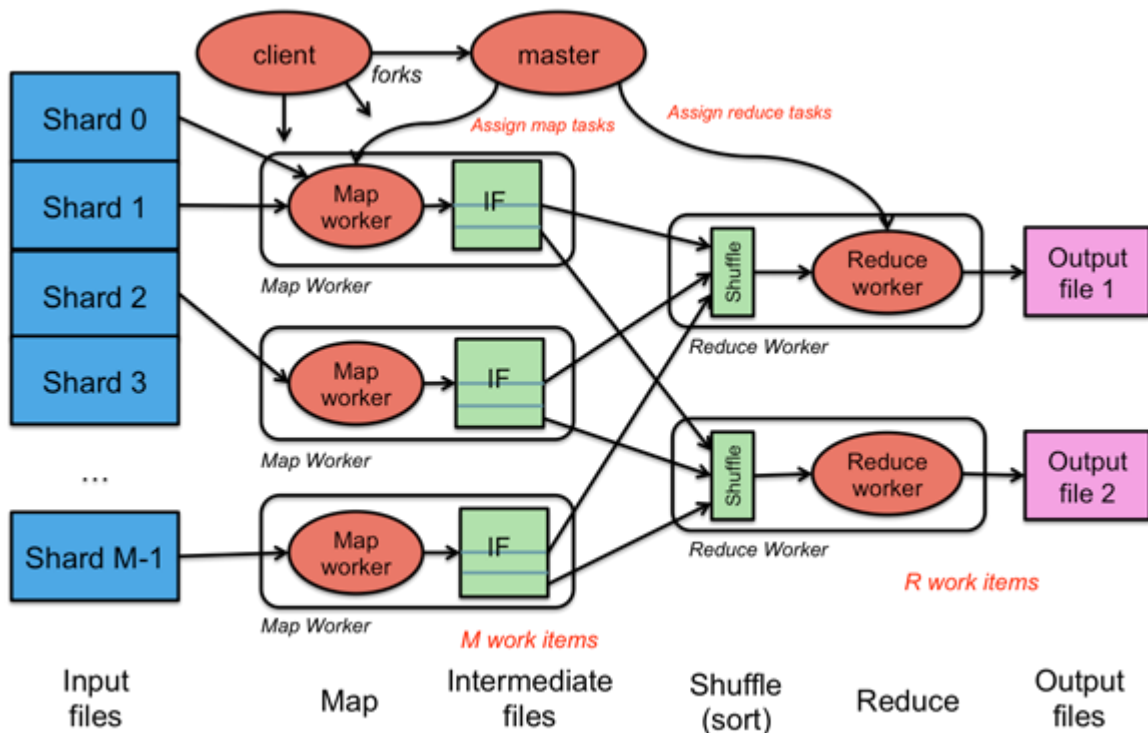 client
master
forks
Assign map tasks
Assign reduce tasks
Shard 0
Shard 1
Shard 2
Shard 3
...
Shard M-1
Map
worker
IF
Map Worker
Map
worker
IF
Map Worker
Map
worker
IF
Map Worker
M work items
Shuffle
Reduce
worker
Reduce Worker
Output
file 1
Shuffle
Reduce
worker
Reduce Worker
Output
file 2
R work items
Input
files
Map
Intermediate
files
Shuffle
(sort)
Reduce
Output
files